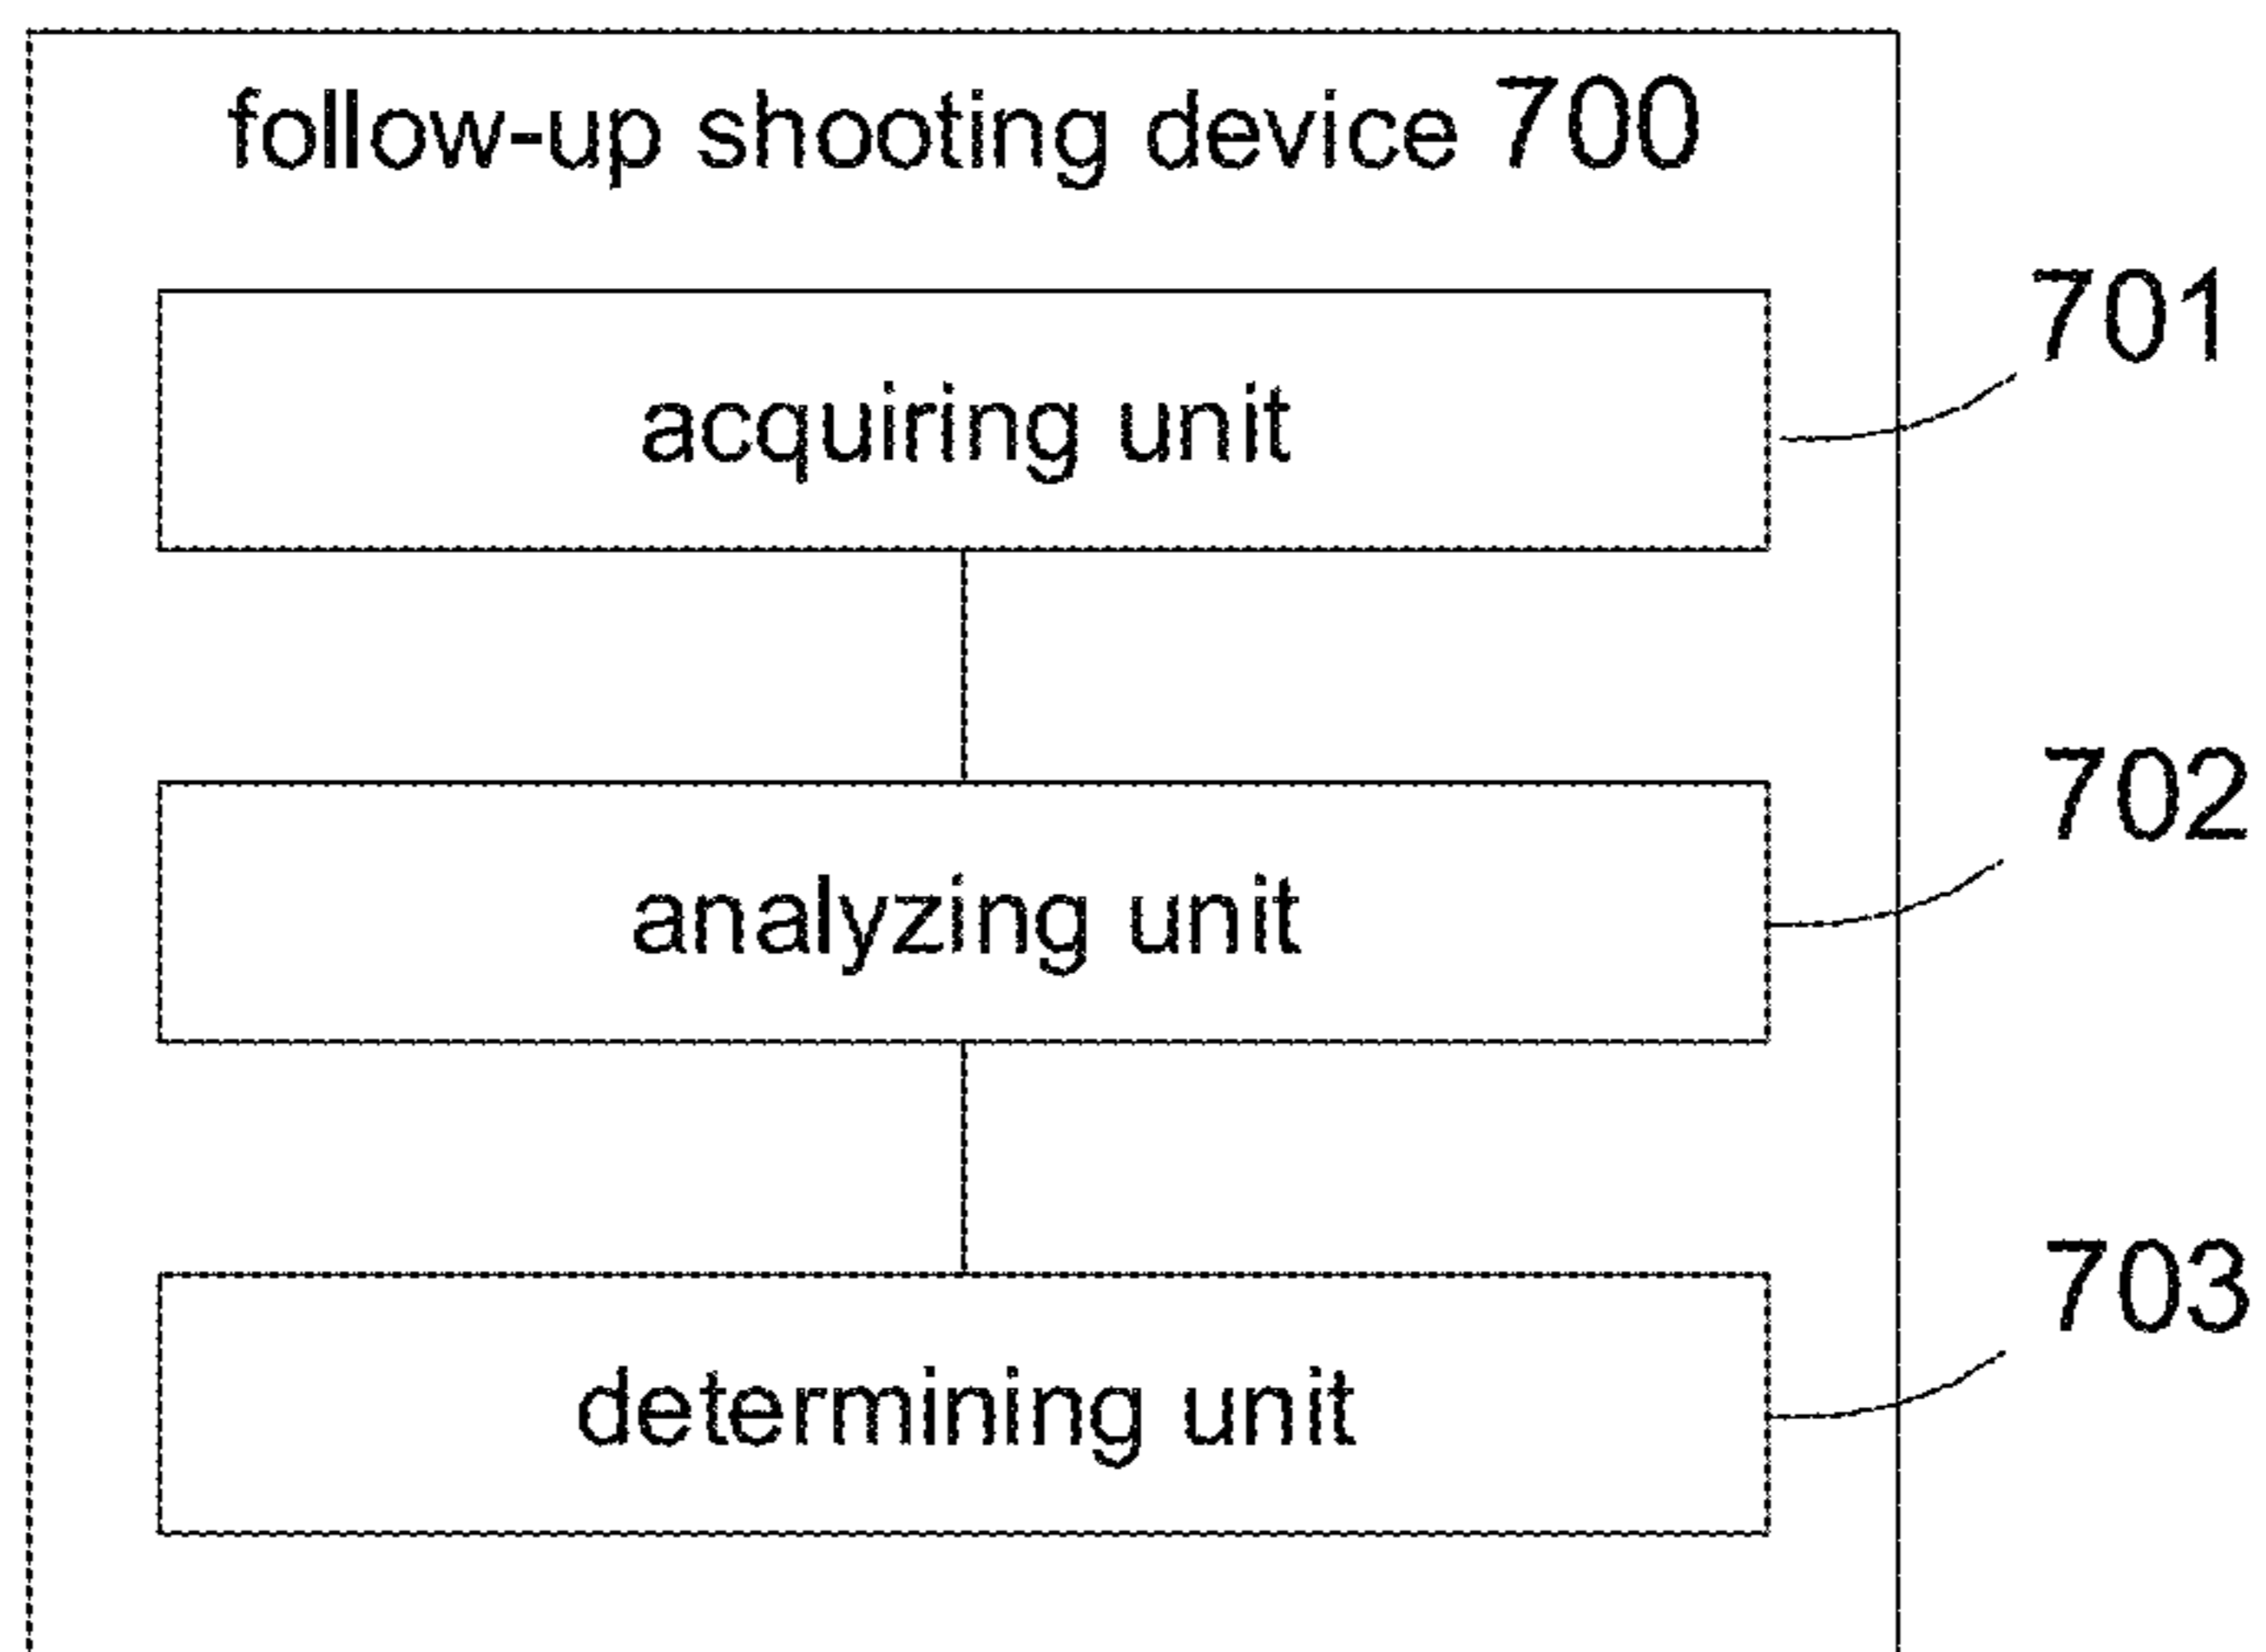 follow-up shooting device 700
701
acquiring unit
702
analyzing unit
703
determining unit